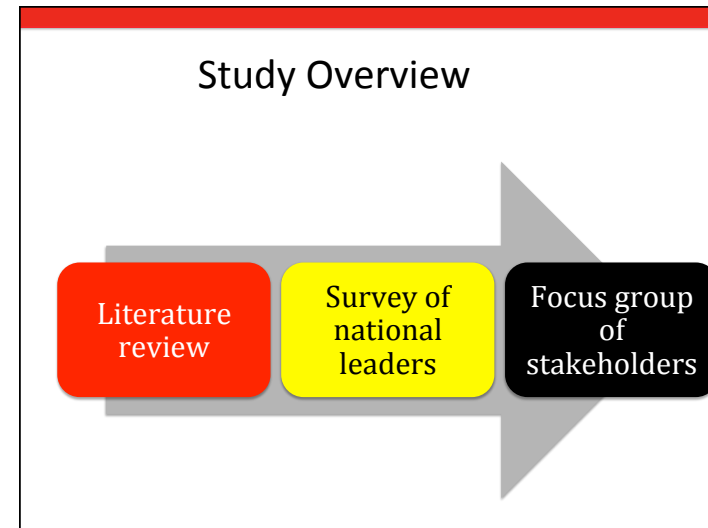 Study Overview
Literature
review
Survey of
national
leaders
Focus group
of
stakeholders